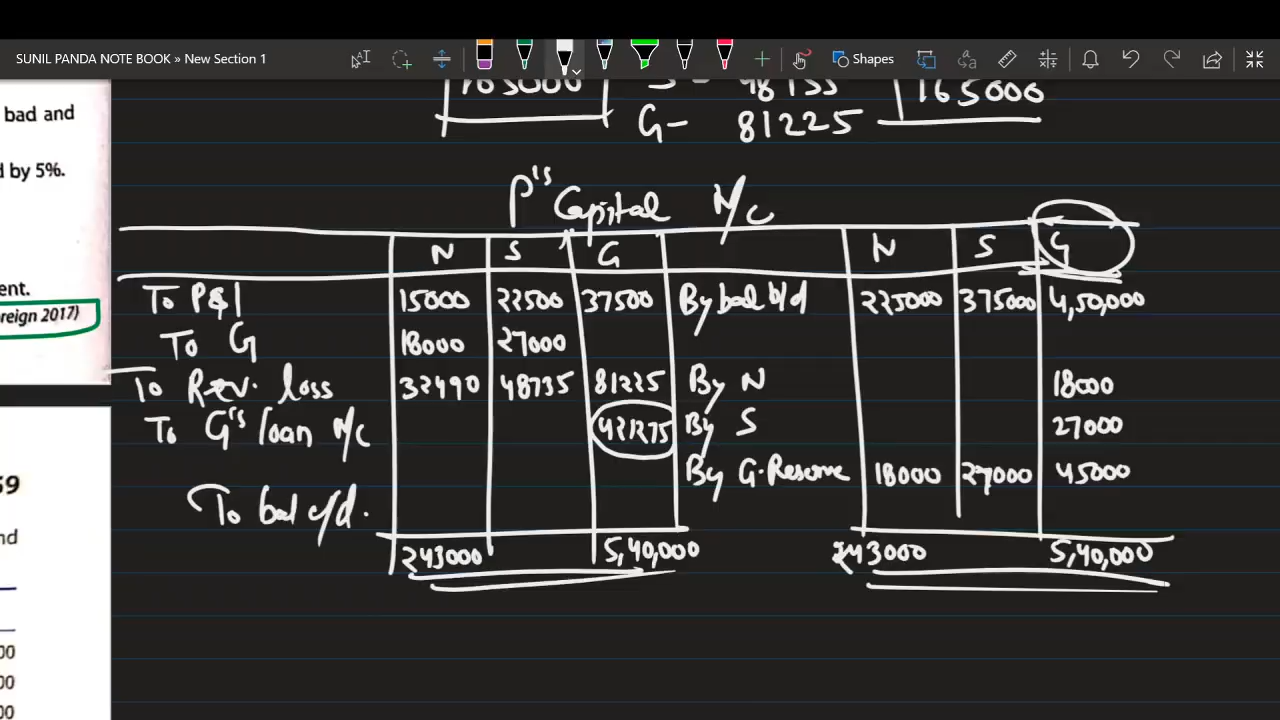 SUNIL PANDA NOTE BOOK » New Section 1
Shapes
bad and
d by 5%.
ent.
reign 2017)
59
nd
00
00
00
165000 S - 48735 165000
G- 81225
P's Capital A/c
N S G N S G
To P&l 15000 22500 37500 By bal b/d 225000 375000 4,50,000
To G 18000 27000
To Rev. loss 32490 48735 81225 By N 18000
To G's loan A/c 421275 By S 27000
By G.Reserve 18000 27000 45000
To bal c/d.
243000 5,40,000 243000 5,40,000